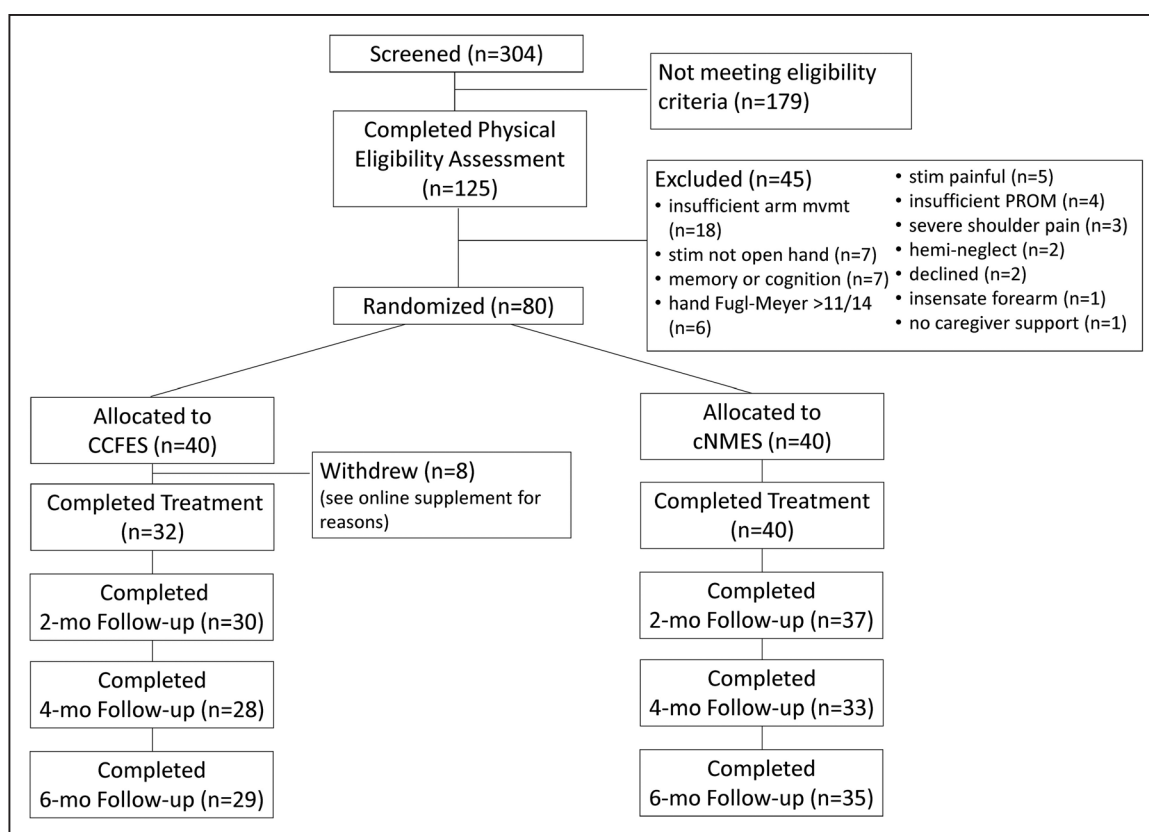 Screened (n=304)
Not meeting eligibility
criteria (n=179)
Completed Physical
Eligibility Assessment
(n=125)
Excluded (n=45)
• insufficient arm mvmt
(n=18)
• stim not open hand (n=7)
• memory or cognition (n=7)
• hand Fugl-Meyer >11/14
(n=6)
• stim painful (n=5)
• insufficient PROM (n=4)
• severe shoulder pain (n=3)
• hemi-neglect (n=2)
• declined (n=2)
• insensate forearm (n=1)
• no caregiver support (n=1)
Randomized (n=80)
Allocated to
CCFES (n=40)
Withdrew (n=8)
(see online supplement for
reasons)
Completed Treatment
(n=32)
Completed
2-mo Follow-up (n=30)
Completed
4-mo Follow-up (n=28)
Completed
6-mo Follow-up (n=29)
Allocated to
cNMES (n=40)
Completed Treatment
(n=40)
Completed
2-mo Follow-up (n=37)
Completed
4-mo Follow-up (n=33)
Completed
6-mo Follow-up (n=35)